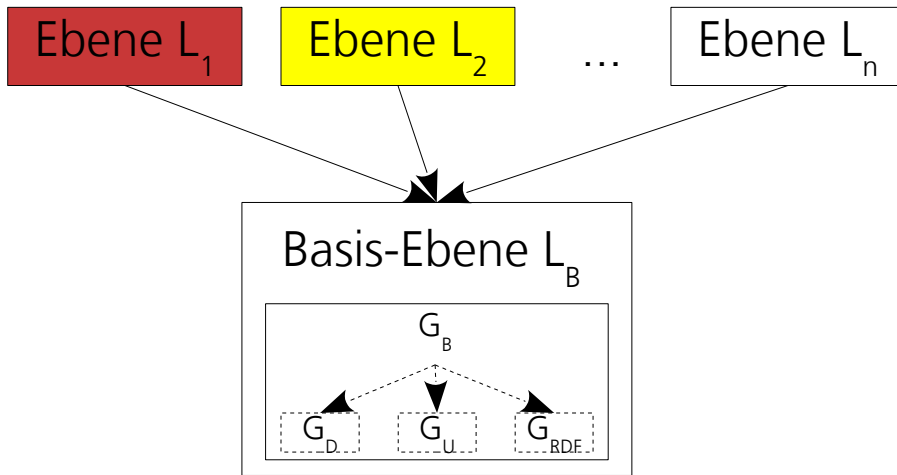 Ebene L1 Ebene L2 ... Ebene Ln
Basis-Ebene LB
GB
GD GU GRDF